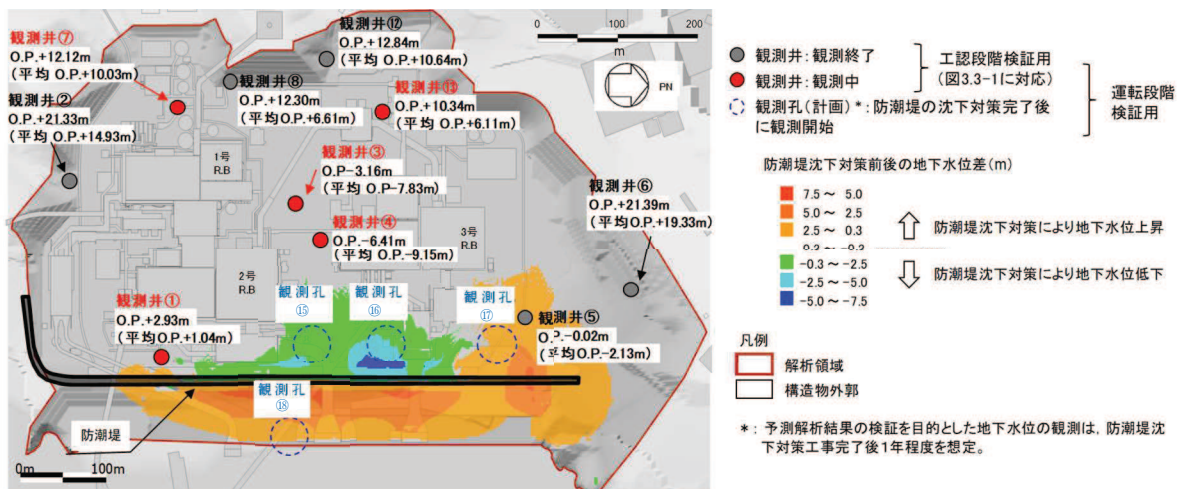 観測井⑦
O.P.+12.12m
(平均 O.P.+10.03m)
観測井②
O.P.+21.33m
(平均 O.P.+14.93m)
観測井⑫
O.P.+12.84m
(平均 O.P.+10.64m)
観測井⑧
O.P.+12.30m
(平均 O.P.+6.61m)
O.P.+10.34m
(平均 O.P.+6.11m)
観測井③
O.P-3.16m
(平均 O.P-7.83m)
観測井④
O.P.-6.41m
(平均 O.P.-9.15m)
観測井⑥
O.P.+21.39m
(平均O.P.+19.33m)
観測井①
O.P.+2.93m
(平均O.P.+1.04m)
観測井⑤
O.P.-0.02m
(平均O.P.-2.13m)
1号
R.B
2号
R.B
3号
R.B
観測孔
⑮
観測孔
⑯
観測孔
⑰
観測孔
⑱
防潮堤
0m 100m
0 100 200
m
PN
観測井:観測終了
観測井:観測中
工認段階検証用
(図3.3-1に対応)
観測孔(計画)*:防潮堤の沈下対策完了後
に観測開始
運転段階
検証用
防潮堤沈下対策前後の地下水位差(m)
7.5~ 5.0
5.0~ 2.5
2.5~ 0.3
-0.3~-2.5
-2.5~-5.0
-5.0~-7.5
防潮堤沈下対策により地下水位上昇
防潮堤沈下対策により地下水位低下
凡例
解析領域
構造物外郭
*:予測解析結果の検証を目的とした地下水位の観測は,防潮堤沈
下対策工事完了後1年程度を想定。